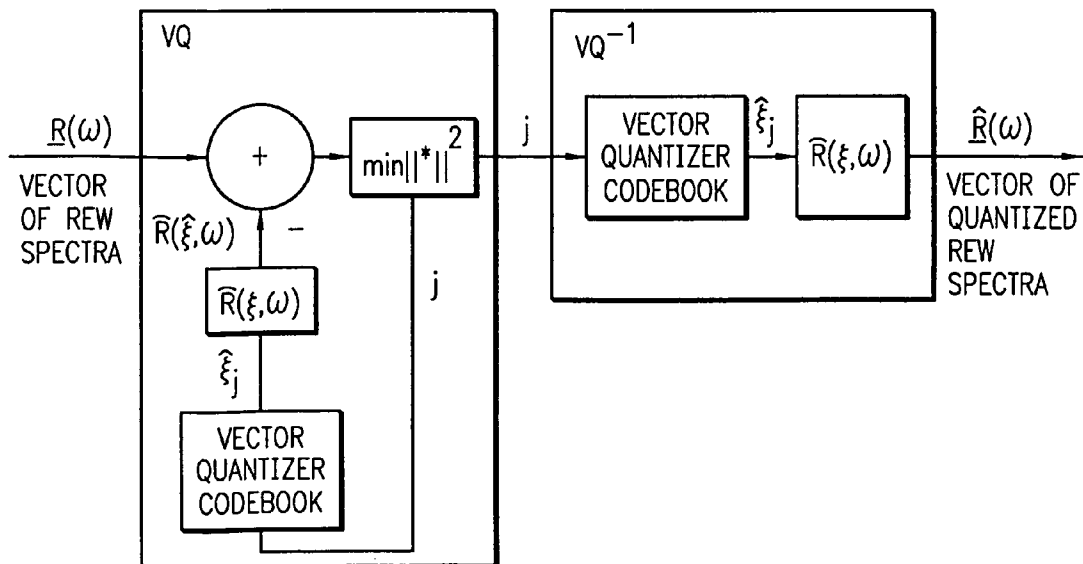 VQ
R(ω)
VECTOR
OF REW
SPECTRA
+
−
R̂(ξ̂,ω)
R̂(ξ,ω)
ξ̂j
VECTOR
QUANTIZER
CODEBOOK
min||*||²
j
j
VQ⁻¹
VECTOR
QUANTIZER
CODEBOOK
ξ̂j
R̂(ξ,ω)
R̂(ω)
VECTOR OF
QUANTIZED
REW
SPECTRA